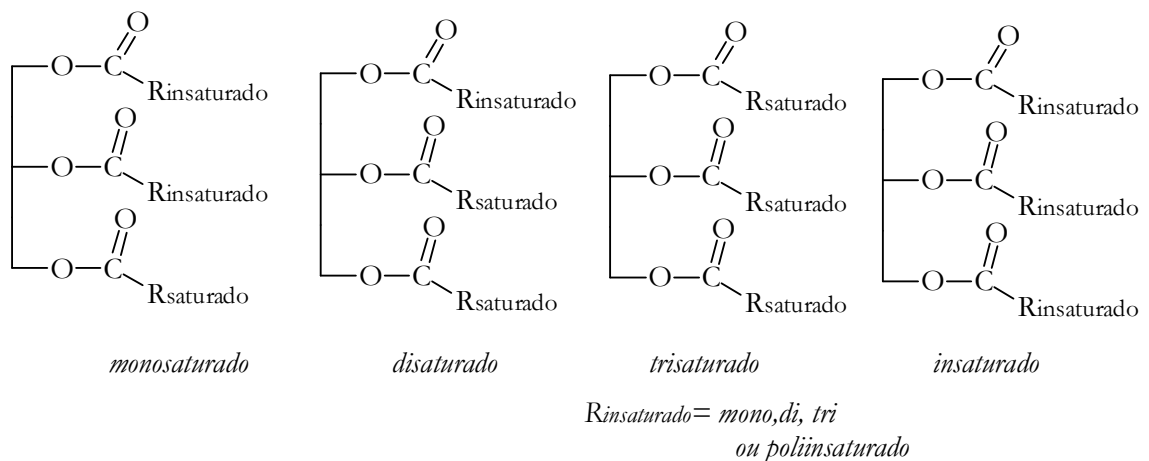 O O O O
O C O C O C O C
Rinsaturado Rinsaturado Rsaturado Rinsaturado
O O O O
O C O C O C O C
Rinsaturado Rsaturado Rsaturado Rinsaturado
O O O O
O C O C O C O C
Rsaturado Rsaturado Rsaturado Rinsaturado
monosaturado disaturado trisaturado insaturado
Rinsaturado= mono,di, tri
ou poliinsaturado